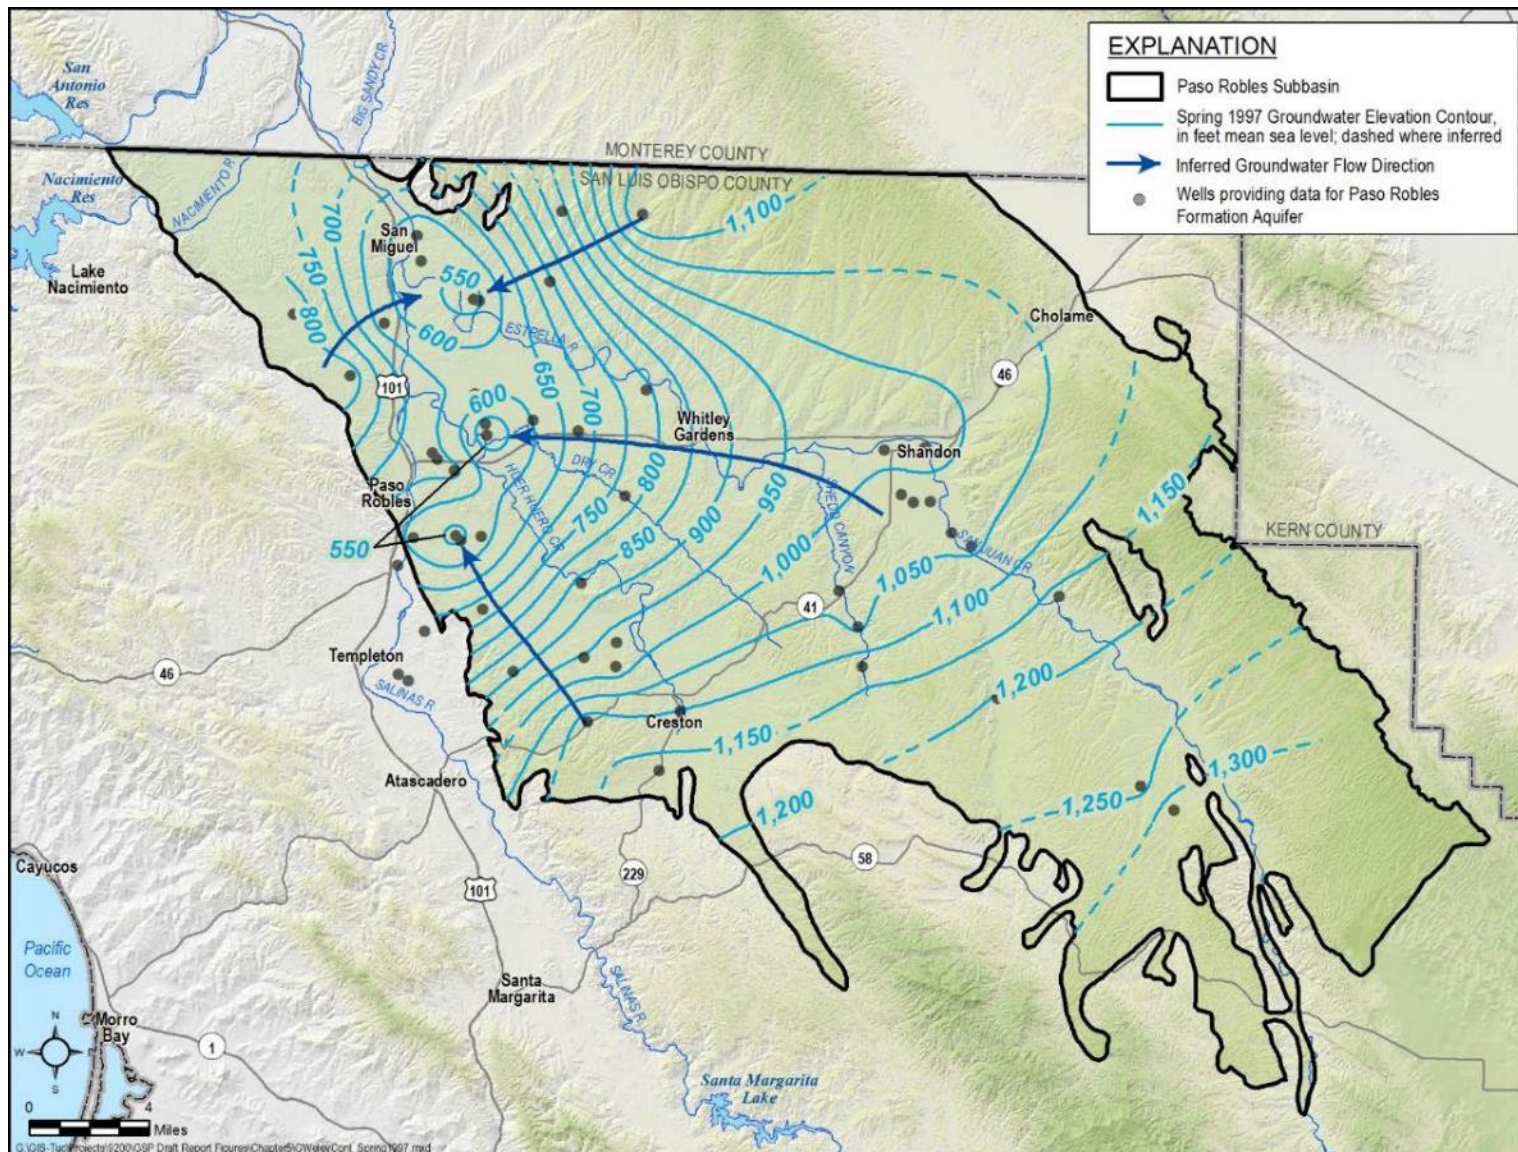 EXPLANATION
Paso Robles Subbasin
Spring 1997 Groundwater Elevation Contour,
in feet mean sea level; dashed where inferred
Inferred Groundwater Flow Direction
Wells providing data for Paso Robles
Formation Aquifer
San
Antonio
Res
BIG SANDY CR.
MONTEREY COUNTY
SAN LUIS OBISPO COUNTY
Nacimiento
Res
NACIMIENTO R
Lake
Nacimiento
San
Miguel
700
750
800
550
600
1,100
ESTRELLA R
Cholame
46
101
650
700
600
Whitley
Gardens
Shandon
Paso
Robles
HUER HUERO CR
DRY CR
750
800
850
900
950
SHEDD CANYON
1,150
KERN COUNTY
550
1,000
1,050
SAN JUAN CR
1,100
41
Templeton
46
SALINAS R
Creston
1,150
1,200
Atascadero
1,300
1,250
1,200
58
229
101
Cayucos
Pacific
Ocean
Santa
Margarita
SALINAS R.
Morro
Bay
1
N
W
E
S
Santa Margarita
Lake
0
4
Miles